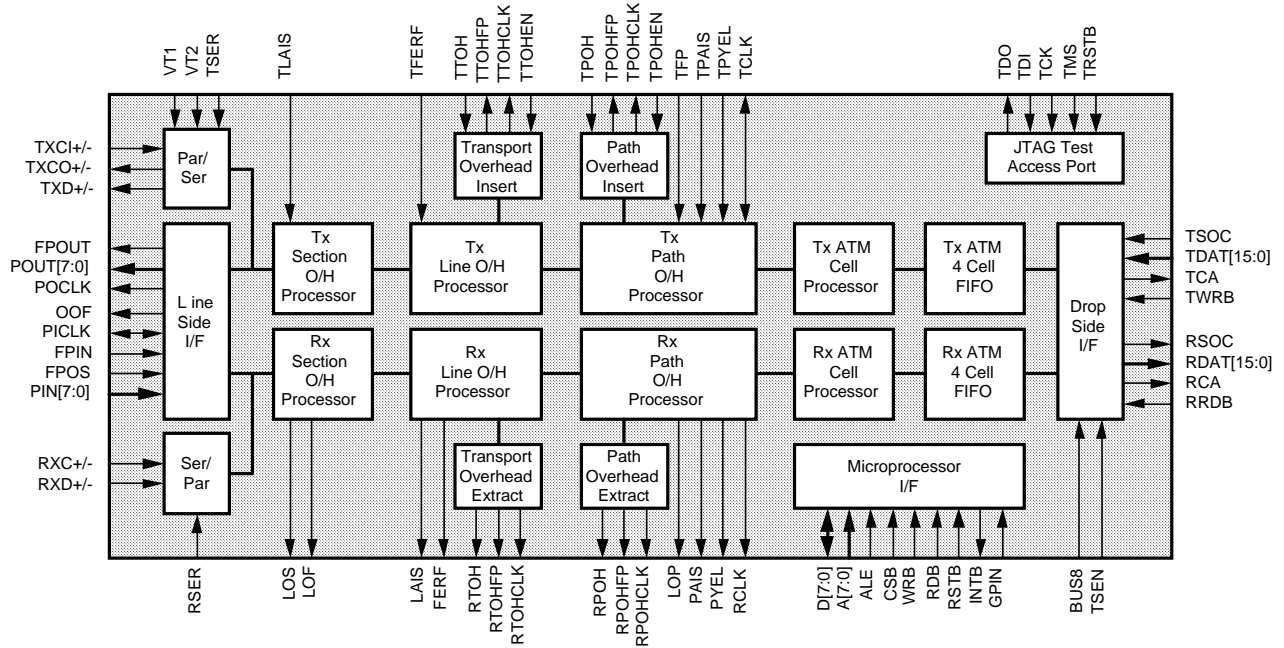 VT1
VT2
TSER
TLAIS
TFERF
TTOH
TTOHFP
TTOHCLK
TTOHEN
TPOH
TPOHFP
TPOHCLK
TPOHEN
TFP
TPAIS
TPYEL
TCLK
TDO
TDI
TCK
TMS
TRSTB
TXCI+/-
TXCO+/-
TXD+/-
Par/
Ser
Transport
Overhead
Insert
Path
Overhead
Insert
JTAG Test
Access Port
FPOUT
POUT[7:0]
POCLK
OOF
PICLK
FPIN
FPOS
PIN[7:0]
L ine
Side
I/F
Tx
Section
O/H
Processor
Tx
Line O/H
Processor
Tx
Path
O/H
Processor
Tx ATM
Cell
Processor
Tx ATM
4 Cell
FIFO
Drop
Side
I/F
TSOC
TDAT[15:0]
TCA
TWRB
RSOC
RDAT[15:0]
RCA
RRDB
Rx
Section
O/H
Processor
Rx
Line O/H
Processor
Rx
Path
O/H
Processor
Rx ATM
Cell
Processor
Rx ATM
4 Cell
FIFO
RXC+/-
RXD+/-
Ser/
Par
Transport
Overhead
Extract
Path
Overhead
Extract
Microprocessor
I/F
RSER
LOS
LOF
LAIS
FERF
RTOH
RTOHFP
RTOHCLK
RPOH
RPOHFP
RPOHCLK
LOP
PAIS
PYEL
RCLK
D[7:0]
A[7:0]
ALE
CSB
WRB
RDB
RSTB
INTB
GPIN
BUS8
TSEN